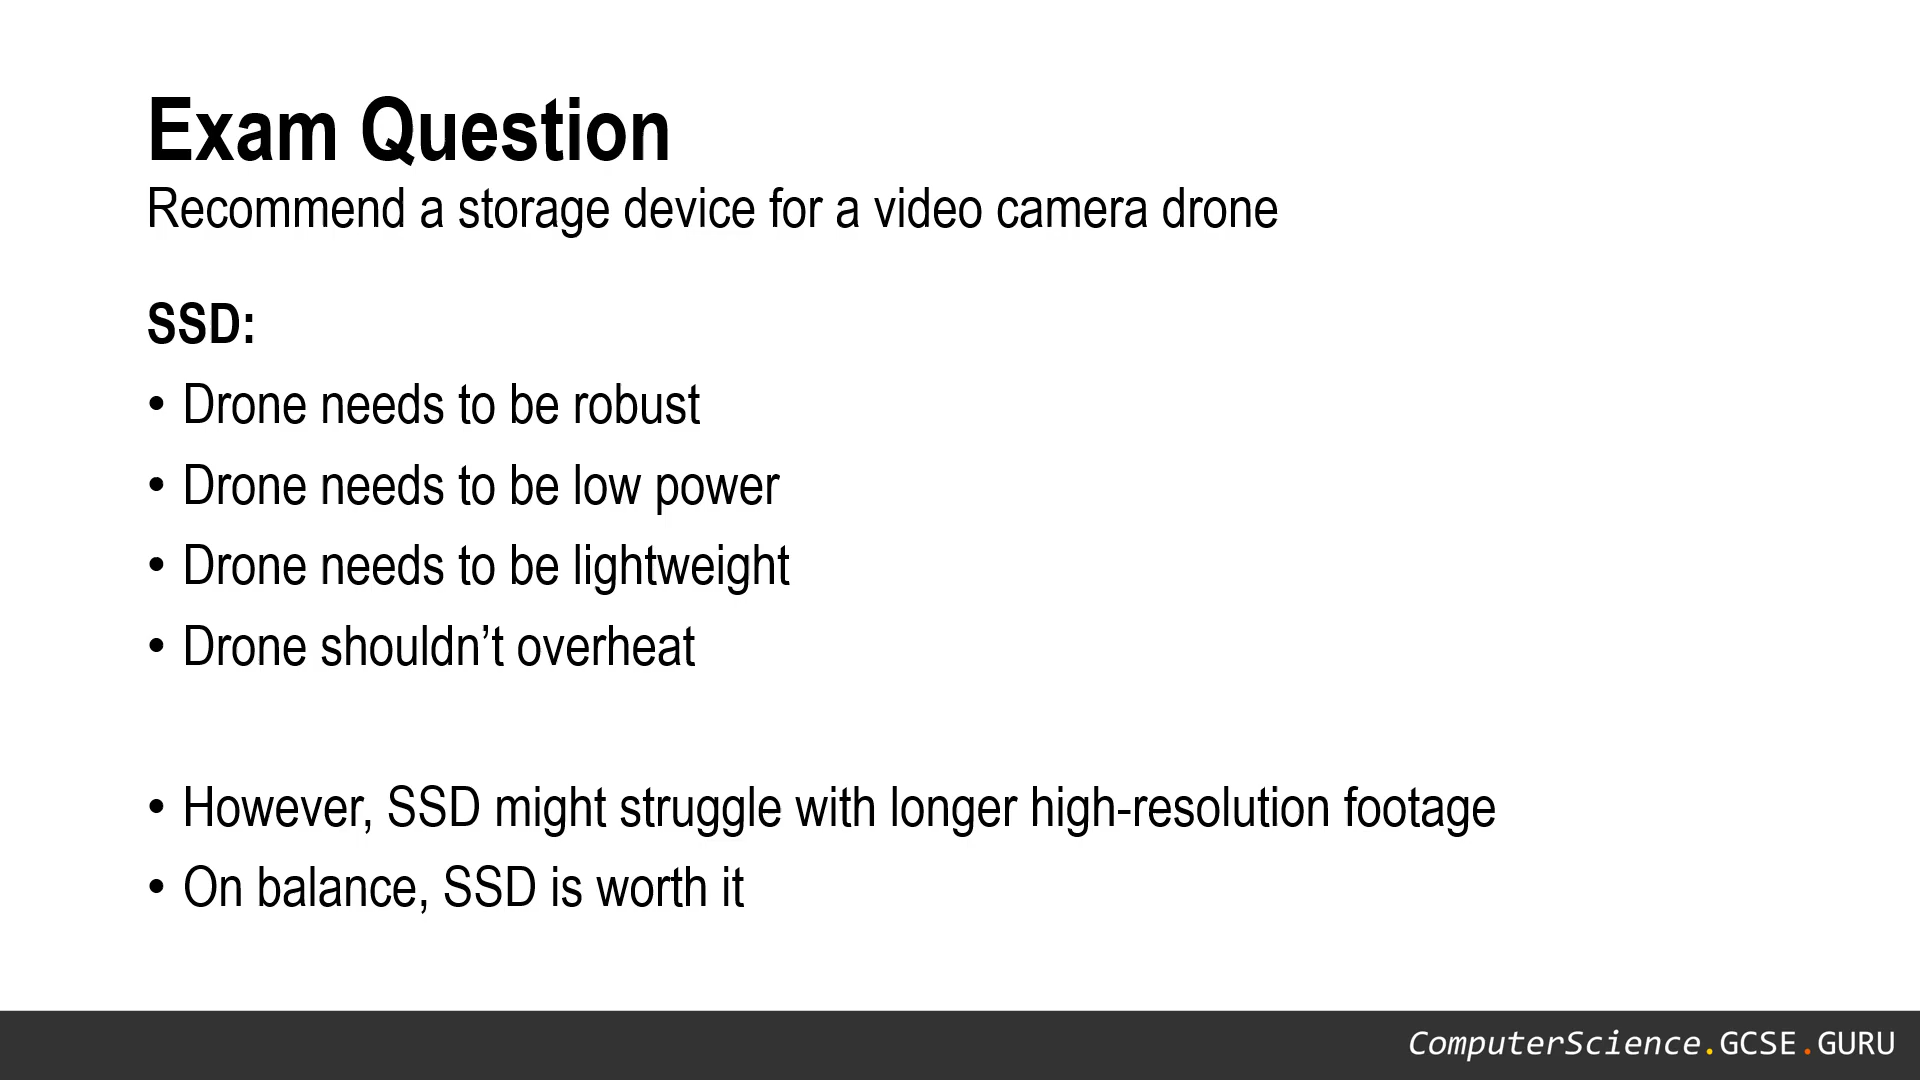 Exam Question
Recommend a storage device for a video camera drone
SSD:
• Drone needs to be robust
• Drone needs to be low power
• Drone needs to be lightweight
• Drone shouldn’t overheat
• However, SSD might struggle with longer high-resolution footage
• On balance, SSD is worth it
ComputerScience.GCSE.GURU